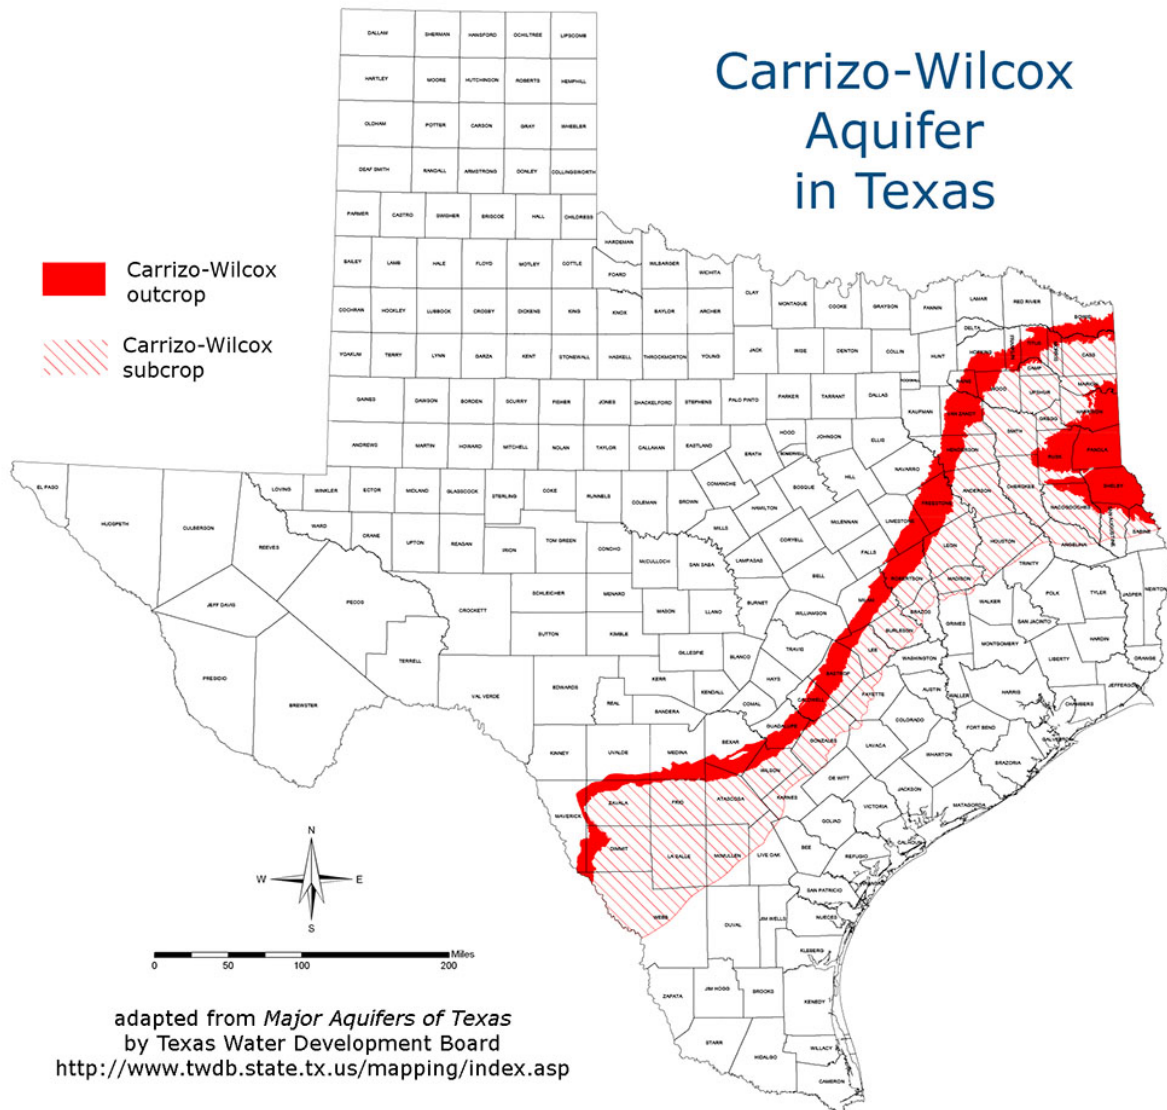 Carrizo-Wilcox
Aquifer
in Texas
Carrizo-Wilcox
outcrop
Carrizo-Wilcox
subcrop
DALLAM SHERMAN HANSFORD OCHILTREE LIPSCOMB
HARTLEY MOORE HUTCHINSON ROBERTS HEMPHILL
OLDHAM POTTER CARSON GRAY WHEELER
DEAF SMITH RANDALL ARMSTRONG DONLEY COLLINGSWORTH
PARMER CASTRO SWISHER BRISCOE HALL CHILDRESS
HARDEMAN
BAILEY LAMB HALE FLOYD MOTLEY COTTLE FOARD WILBARGER WICHITA
COCHRAN HOCKLEY LUBBOCK CROSBY DICKENS KING KNOX BAYLOR ARCHER CLAY MONTAGUE COOKE GRAYSON FANNIN LAMAR RED RIVER BOWIE
YOAKUM TERRY LYNN GARZA KENT STONEWALL HASKELL THROCKMORTON YOUNG JACK WISE DENTON COLLIN HUNT DELTA HOPKINS FRANKLIN TITUS MORRIS CASS
GAINES DAWSON BORDEN SCURRY FISHER JONES SHACKELFORD STEPHENS PALO PINTO PARKER TARRANT DALLAS ROCKWALL KAUFMAN RAINS WOOD CAMP UPSHUR MARION
ANDREWS MARTIN HOWARD MITCHELL NOLAN TAYLOR CALLAHAN EASTLAND ERATH HOOD SOMERVELL JOHNSON ELLIS VAN ZANDT SMITH GREGG HARRISON
EL PASO HUDSPETH CULBERSON REEVES LOVING WINKLER ECTOR MIDLAND GLASSCOCK STERLING COKE RUNNELS COLEMAN BROWN COMANCHE BOSQUE HILL NAVARRO HENDERSON RUSK PANOLA
WARD CRANE UPTON REAGAN IRION TOM GREEN CONCHO MCCULLOCH SAN SABA MILLS HAMILTON MCLENNAN LIMESTONE FREESTONE ANDERSON CHEROKEE NACOGDOCHES SHELBY
JEFF DAVIS PECOS CROCKETT SCHLEICHER MENARD MASON LLANO LAMPASAS CORYELL BELL FALLS LEON HOUSTON ANGELINA SAN AUGUSTINE SABINE
PRESIDIO BREWSTER TERRELL SUTTON KIMBLE GILLESPIE BLANCO BURNET WILLIAMSON MILAM ROBERTSON MADISON TRINITY POLK TYLER JASPER NEWTON
VAL VERDE EDWARDS REAL KERR KENDALL BANDERA COMAL HAYS TRAVIS BASTROP LEE BURLESON BRAZOS GRIMES WALKER SAN JACINTO MONTGOMERY LIBERTY HARDIN ORANGE
KINNEY UVALDE MEDINA BEXAR GUADALUPE CALDWELL GONZALES FAYETTE WASHINGTON AUSTIN WALLER HARRIS CHAMBERS JEFFERSON
MAVERICK ZAVALA FRIO ATASCOSA WILSON KARNES DE WITT LAVACA COLORADO WHARTON FORT BEND BRAZORIA GALVESTON
DIMMIT LA SALLE MCMULLEN LIVE OAK BEE GOLIAD VICTORIA JACKSON MATAGORDA CALHOUN REFUGIO
WEBB DUVAL JIM WELLS SAN PATRICIO NUECES KLEBERG
ZAPATA JIM HOGG BROOKS KENEDY
STARR HIDALGO WILLACY CAMERON
N
W E
S
Miles
0 50 100 200
adapted from Major Aquifers of Texas
by Texas Water Development Board
http://www.twdb.state.tx.us/mapping/index.asp